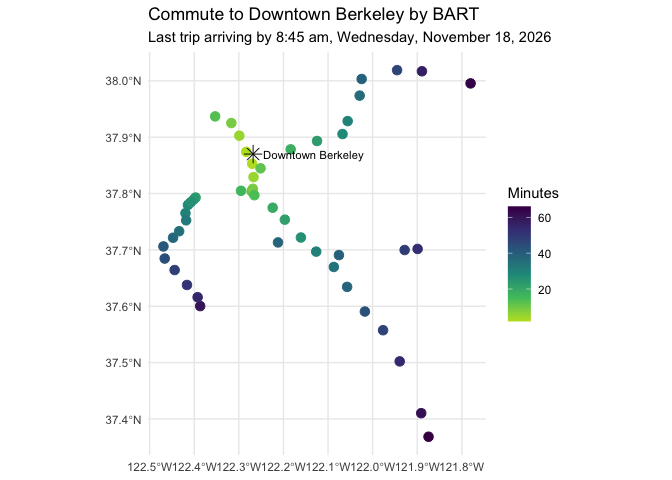 Commute to Downtown Berkeley by BART
Last trip arriving by 8:45 am, Wednesday, November 18, 2026
38.0°N
37.9°N
Downtown Berkeley
37.8°N
37.7°N
37.6°N
37.5°N
37.4°N
122.5°W122.4°W122.3°W122.2°W122.1°W122.0°W121.9°W121.8°W
Minutes
60
40
20